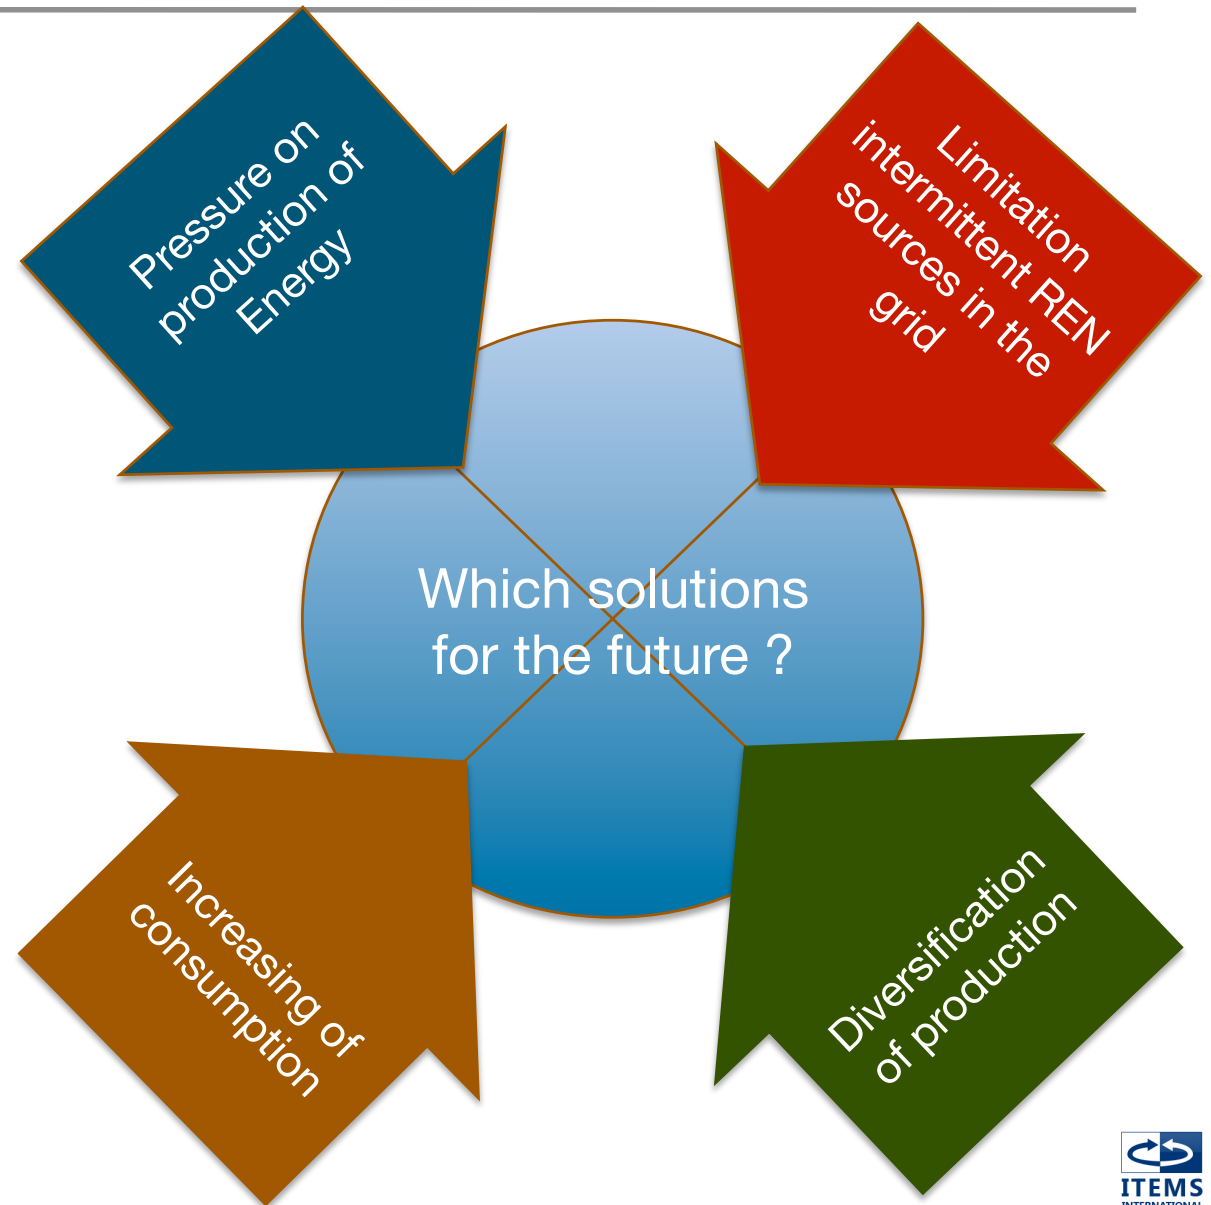 Pressure on
production of
Energy
Limitation
intermittent REN
sources in the
grid
Which solutions
for the future ?
Increasing of
consumption
Diversification
of production
ITEMS
INTERNATIONAL